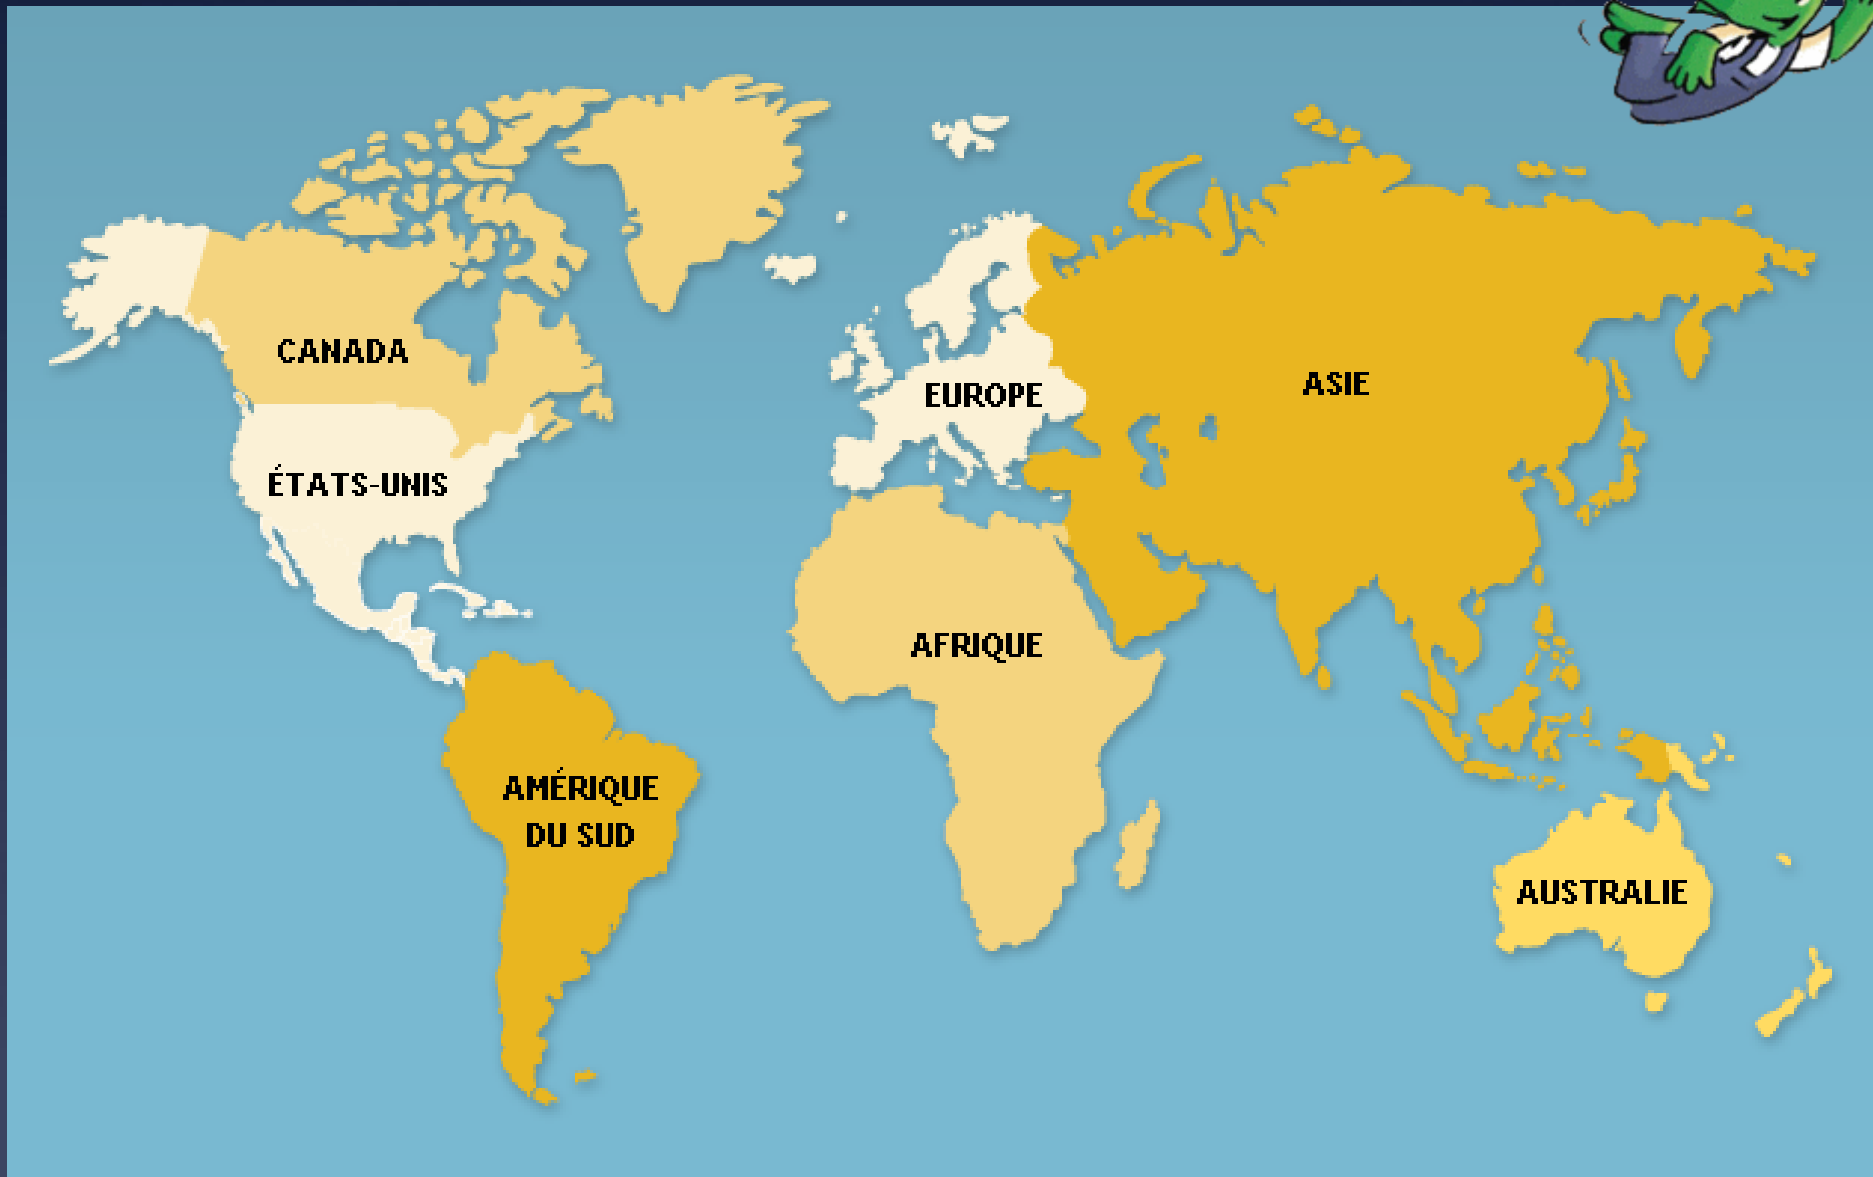 CANADA
ASIE
EUROPE
ÉTATS-UNIS
AFRIQUE
AMÉRIQUE
DU SUD
AUSTRALIE